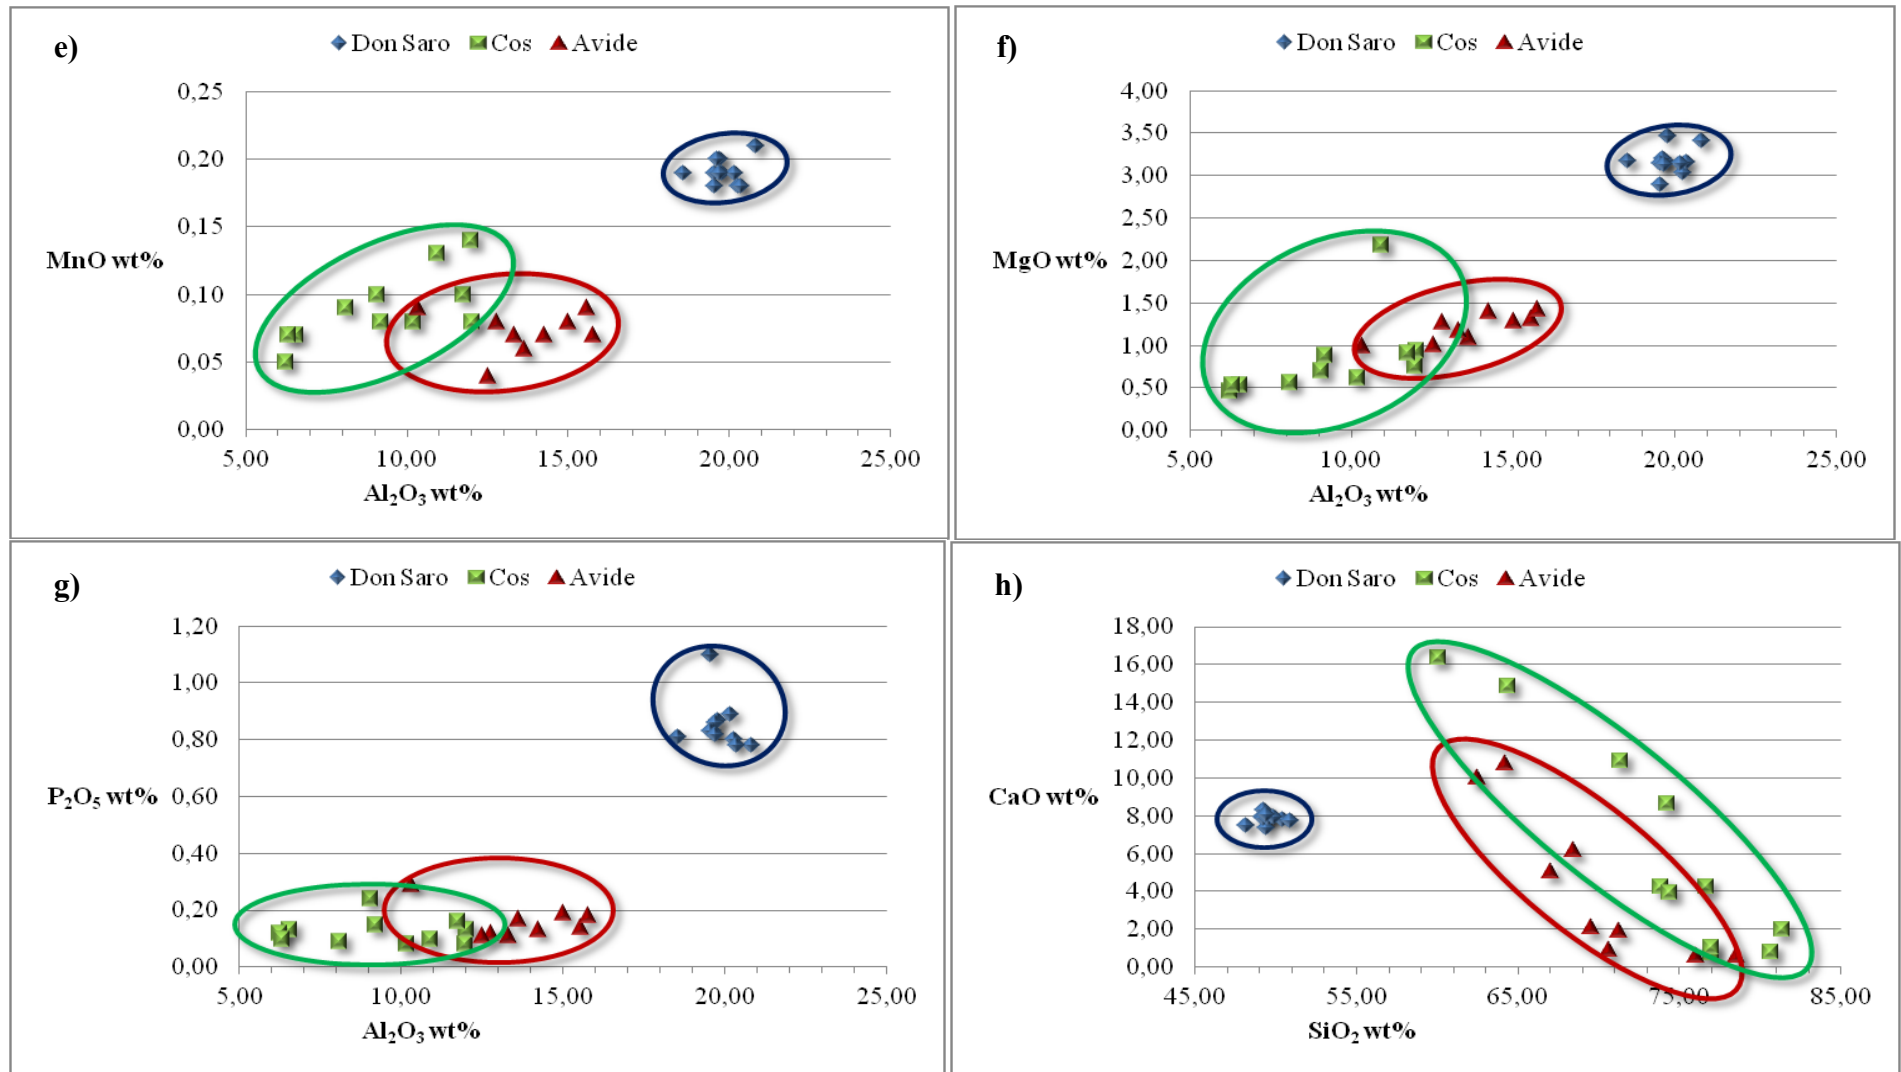 e)
Don Saro Cos Avide
0,25
0,20
0,15
MnO wt%
0,10
0,05
0,00
5,00 10,00 15,00 20,00 25,00
Al₂O₃ wt%
f)
Don Saro Cos Avide
4,00
3,50
3,00
2,50
MgO wt% 2,00
1,50
1,00
0,50
0,00
5,00 10,00 15,00 20,00 25,00
Al₂O₃ wt%
g)
Don Saro Cos Avide
1,20
1,00
0,80
P₂O₅ wt% 0,60
0,40
0,20
0,00
5,00 10,00 15,00 20,00 25,00
Al₂O₃ wt%
h)
Don Saro Cos Avide
18,00
16,00
14,00
12,00
10,00
CaO wt%
8,00
6,00
4,00
2,00
0,00
45,00 55,00 65,00 75,00 85,00
SiO₂ wt%